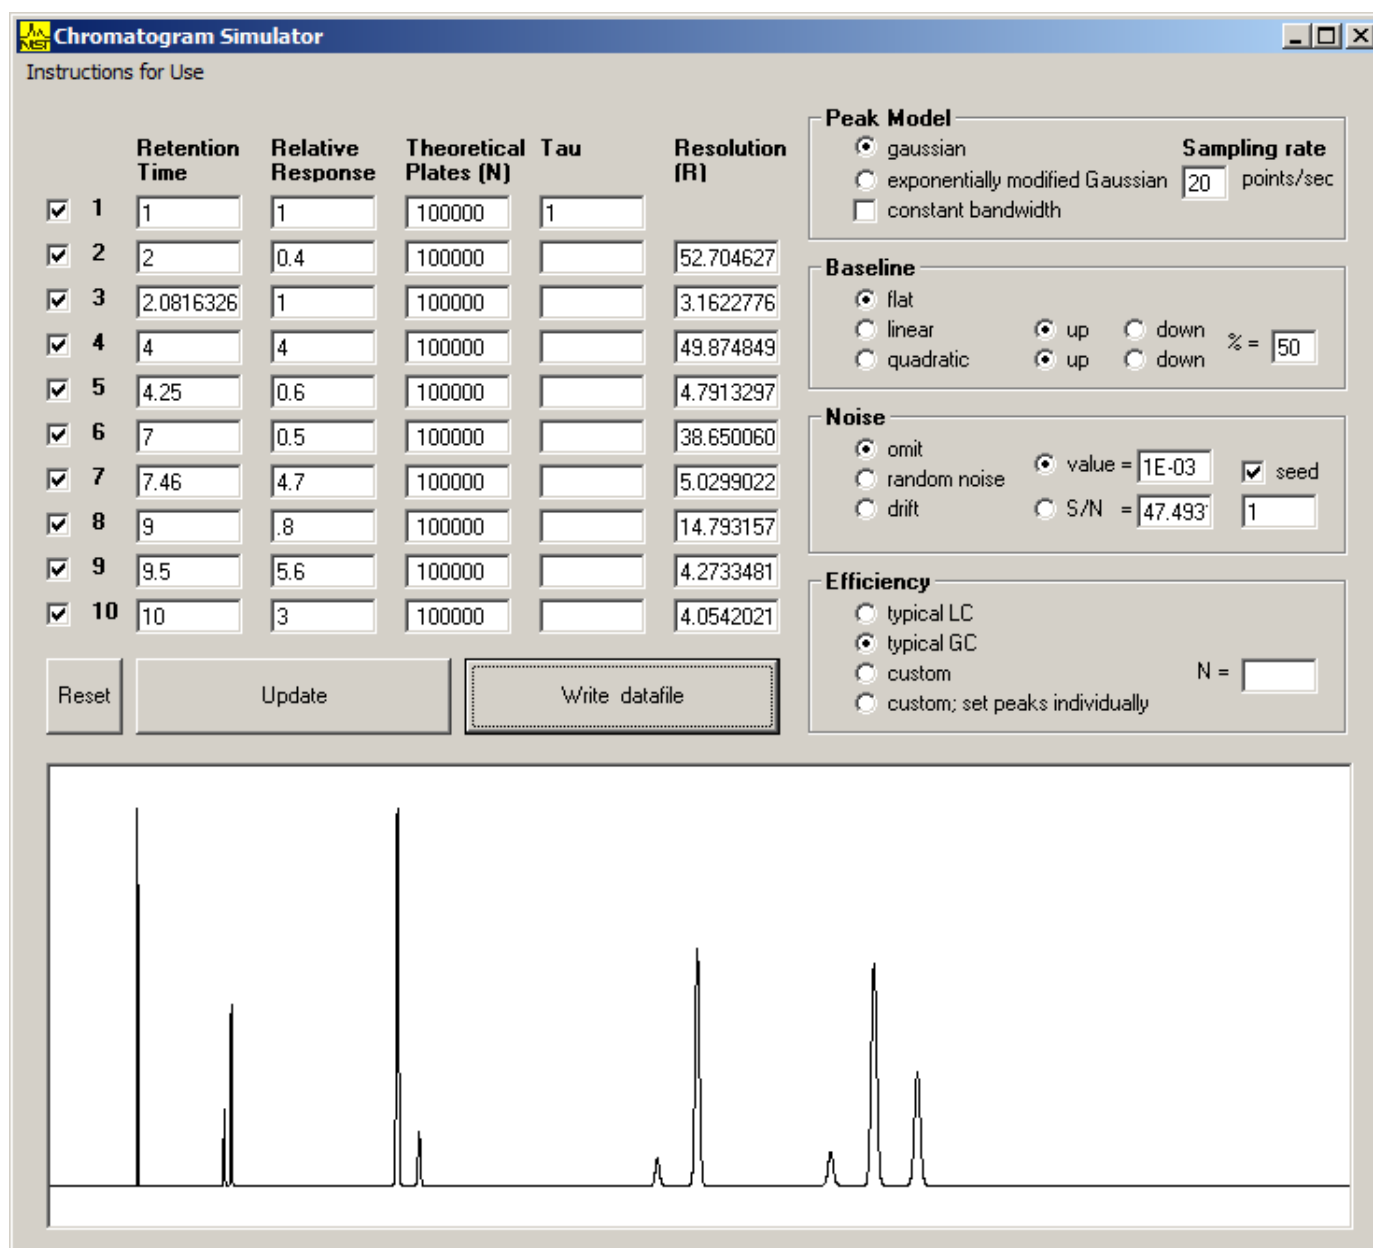 NIST
Chromatogram Simulator
Instructions for Use
Retention Time
Relative Response
Theoretical Plates (N)
Tau
Resolution (R)
1 1 1 100000 1
2 2 0.4 100000 52.704627
3 2.0816326 1 100000 3.1622776
4 4 4 100000 49.874849
5 4.25 0.6 100000 4.7913297
6 7 0.5 100000 38.650060
7 7.46 4.7 100000 5.0299022
8 9 .8 100000 14.793157
9 9.5 5.6 100000 4.2733481
10 10 3 100000 4.0542021
Reset
Update
Write datafile
Peak Model
gaussian
exponentially modified Gaussian
constant bandwidth
Sampling rate
20 points/sec
Baseline
flat
linear up down
quadratic up down
% = 50
Noise
omit
random noise
drift
value = 1E-03
S/N = 47.493
seed
1
Efficiency
typical LC
typical GC
custom
custom; set peaks individually
N =